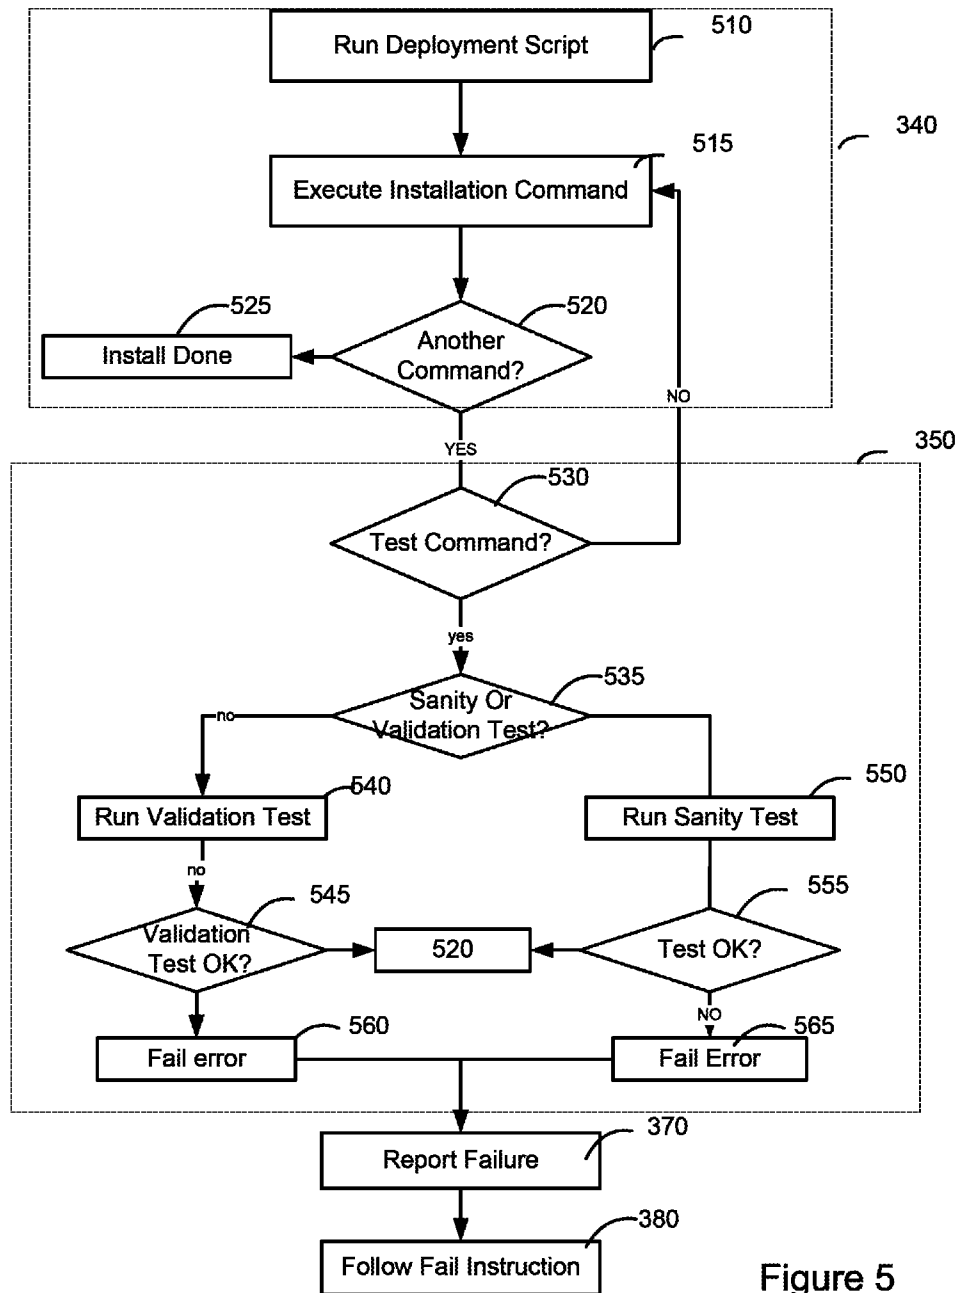 Run Deployment Script
510
340
515
Execute Installation Command
525
520
Install Done
Another
Command?
NO
YES
350
530
Test Command?
yes
535
Sanity Or
Validation Test?
no
540
550
Run Validation Test
Run Sanity Test
no
545
555
Validation
Test OK?
520
Test OK?
NO
560
565
Fail error
Fail Error
370
Report Failure
380
Follow Fail Instruction
Figure 5